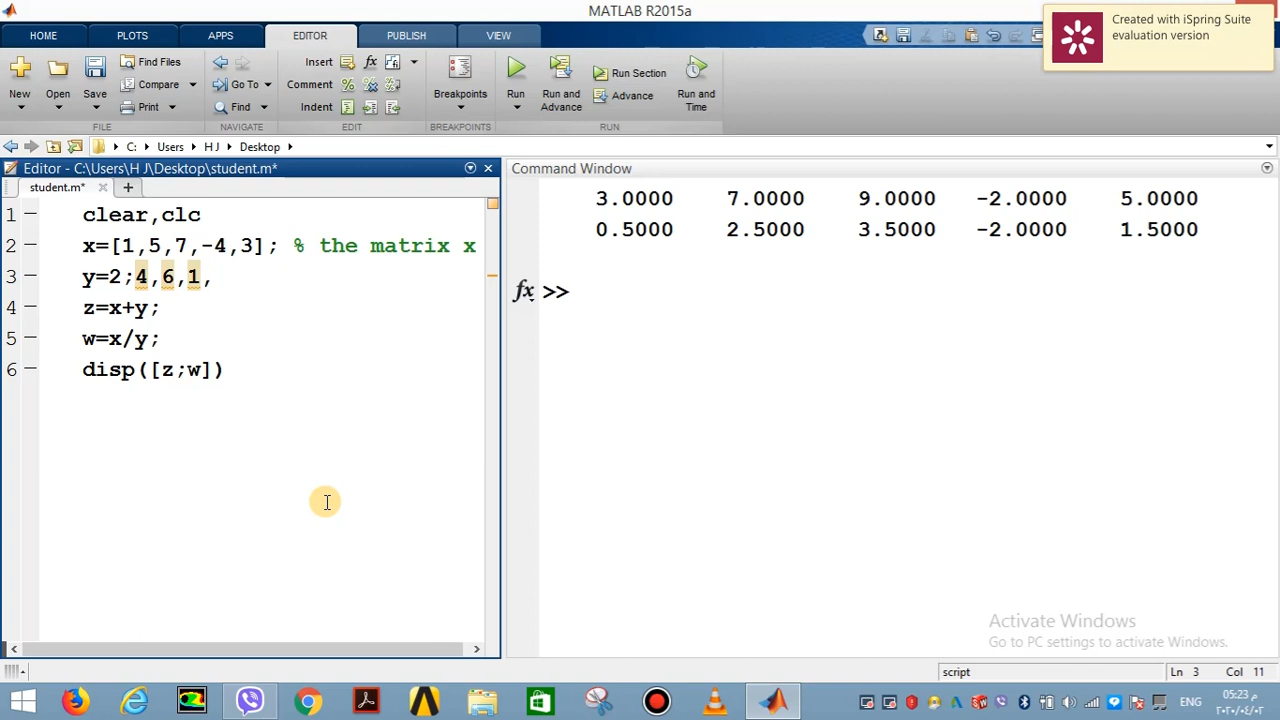 MATLAB R2015a
Created with iSpring Suite
evaluation version
HOME PLOTS APPS EDITOR PUBLISH VIEW
New Open Save Find Files Compare Print
Go To Find
Insert fx Comment Indent
Breakpoints Run Run and Advance Run Section Advance Run and Time
FILE NAVIGATE EDIT BREAKPOINTS RUN
C: Users H J Desktop
Editor - C:\Users\H J\Desktop\student.m*
student.m* +
1 clear,clc
2 x=[1,5,7,-4,3]; % the matrix x
3 y=2;4,6,1,
4 z=x+y;
5 w=x/y;
6 disp([z;w])
Command Window
3.0000 7.0000 9.0000 -2.0000 5.0000
0.5000 2.5000 3.5000 -2.0000 1.5000
fx >>
Activate Windows
Go to PC settings to activate Windows.
script Ln 3 Col 11
ENG 05:23 م
٢٠٢٠/٠٤/٠٢